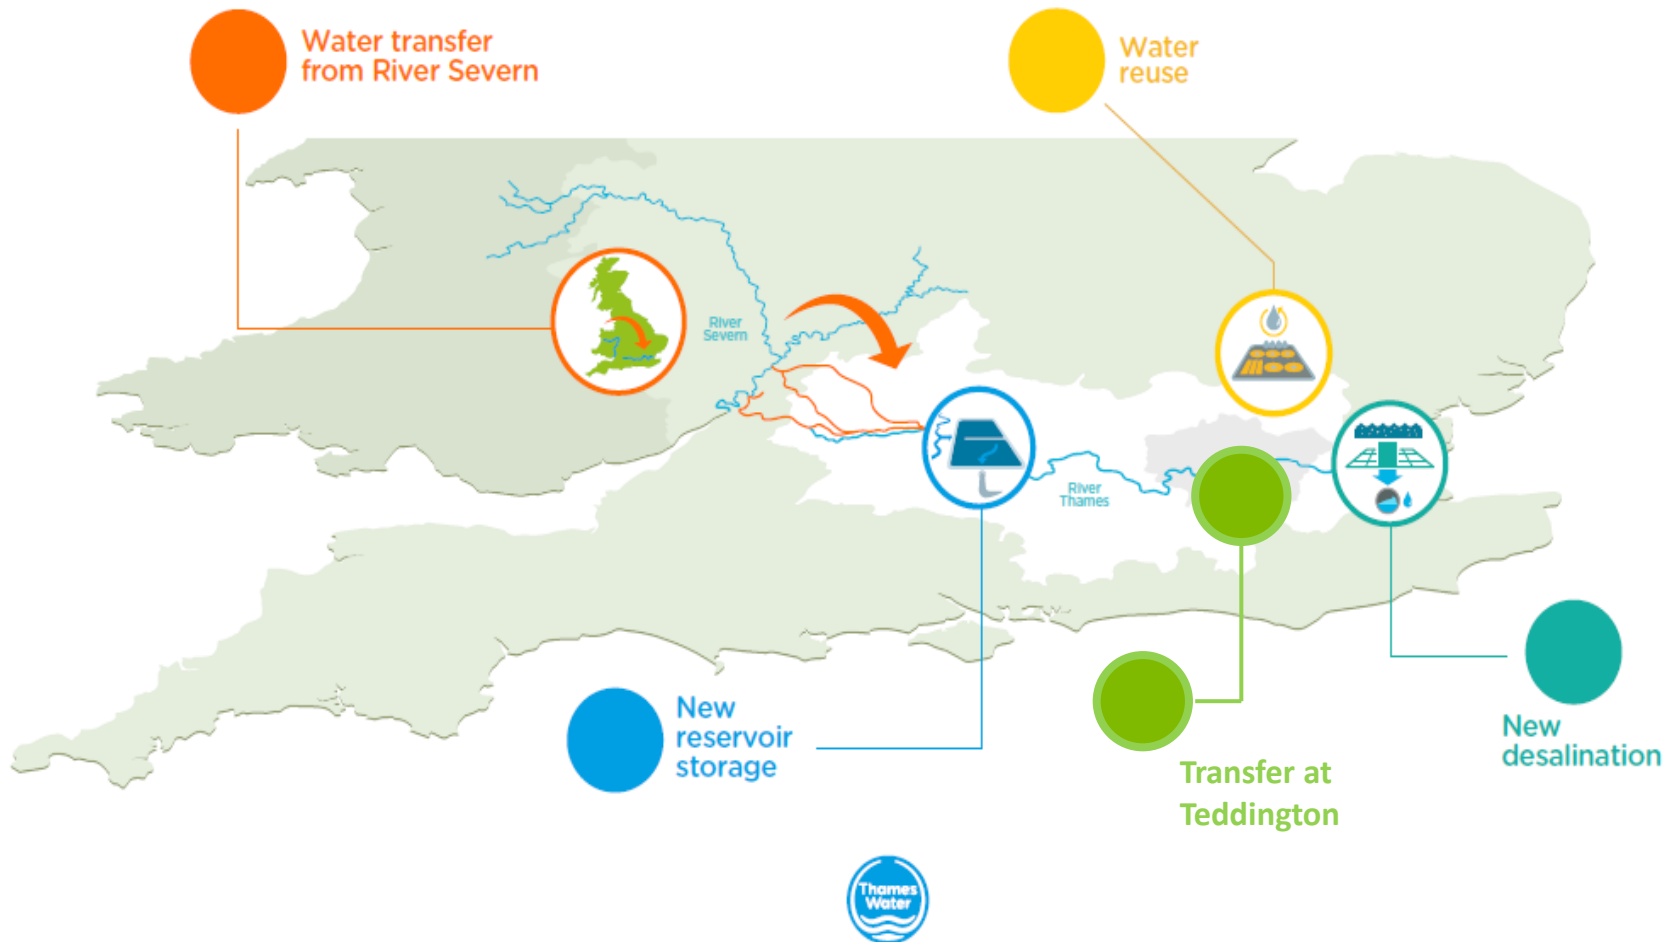 Water transfer
from River Severn
Water
reuse
River
Severn
River
Thames
New
reservoir
storage
Transfer at
Teddington
New
desalination
Thames
Water